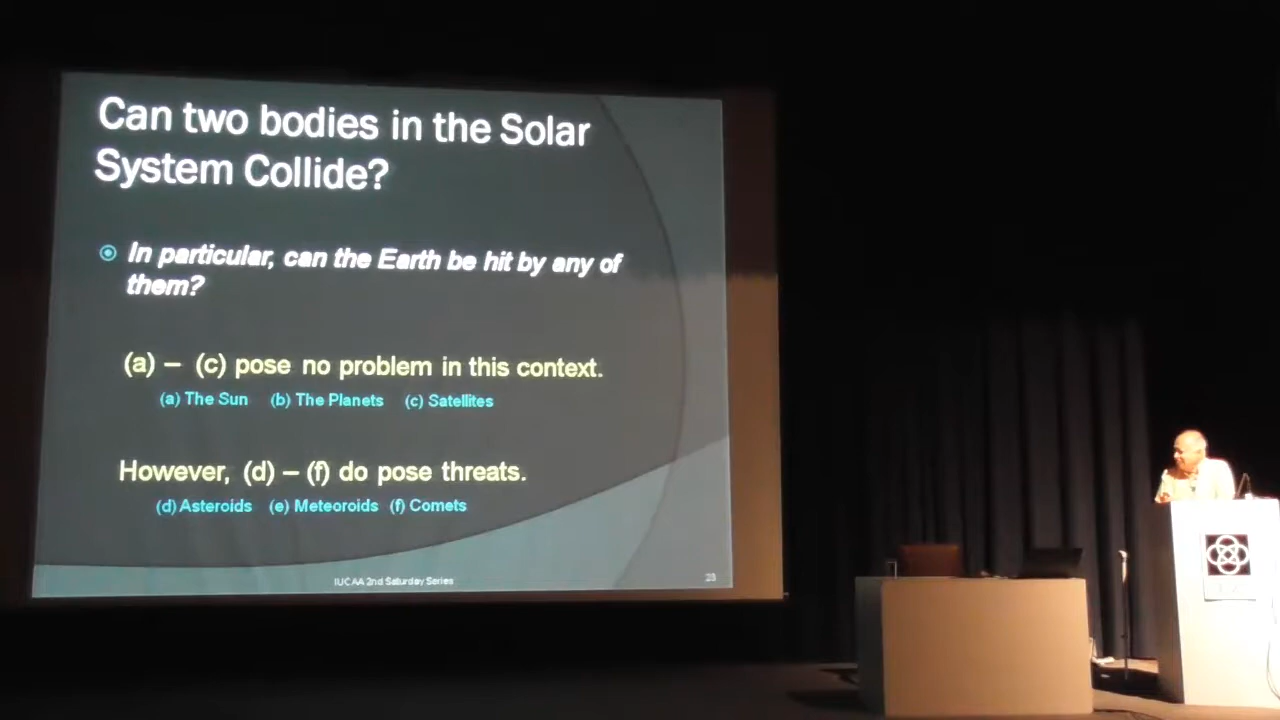 Can two bodies in the Solar
System Collide?
In particular, can the Earth be hit by any of
them?
(a) – (c) pose no problem in this context.
(a) The Sun (b) The Planets (c) Satellites
However, (d) – (f) do pose threats.
(d) Asteroids (e) Meteoroids (f) Comets
IUCAA 2nd Saturday Series